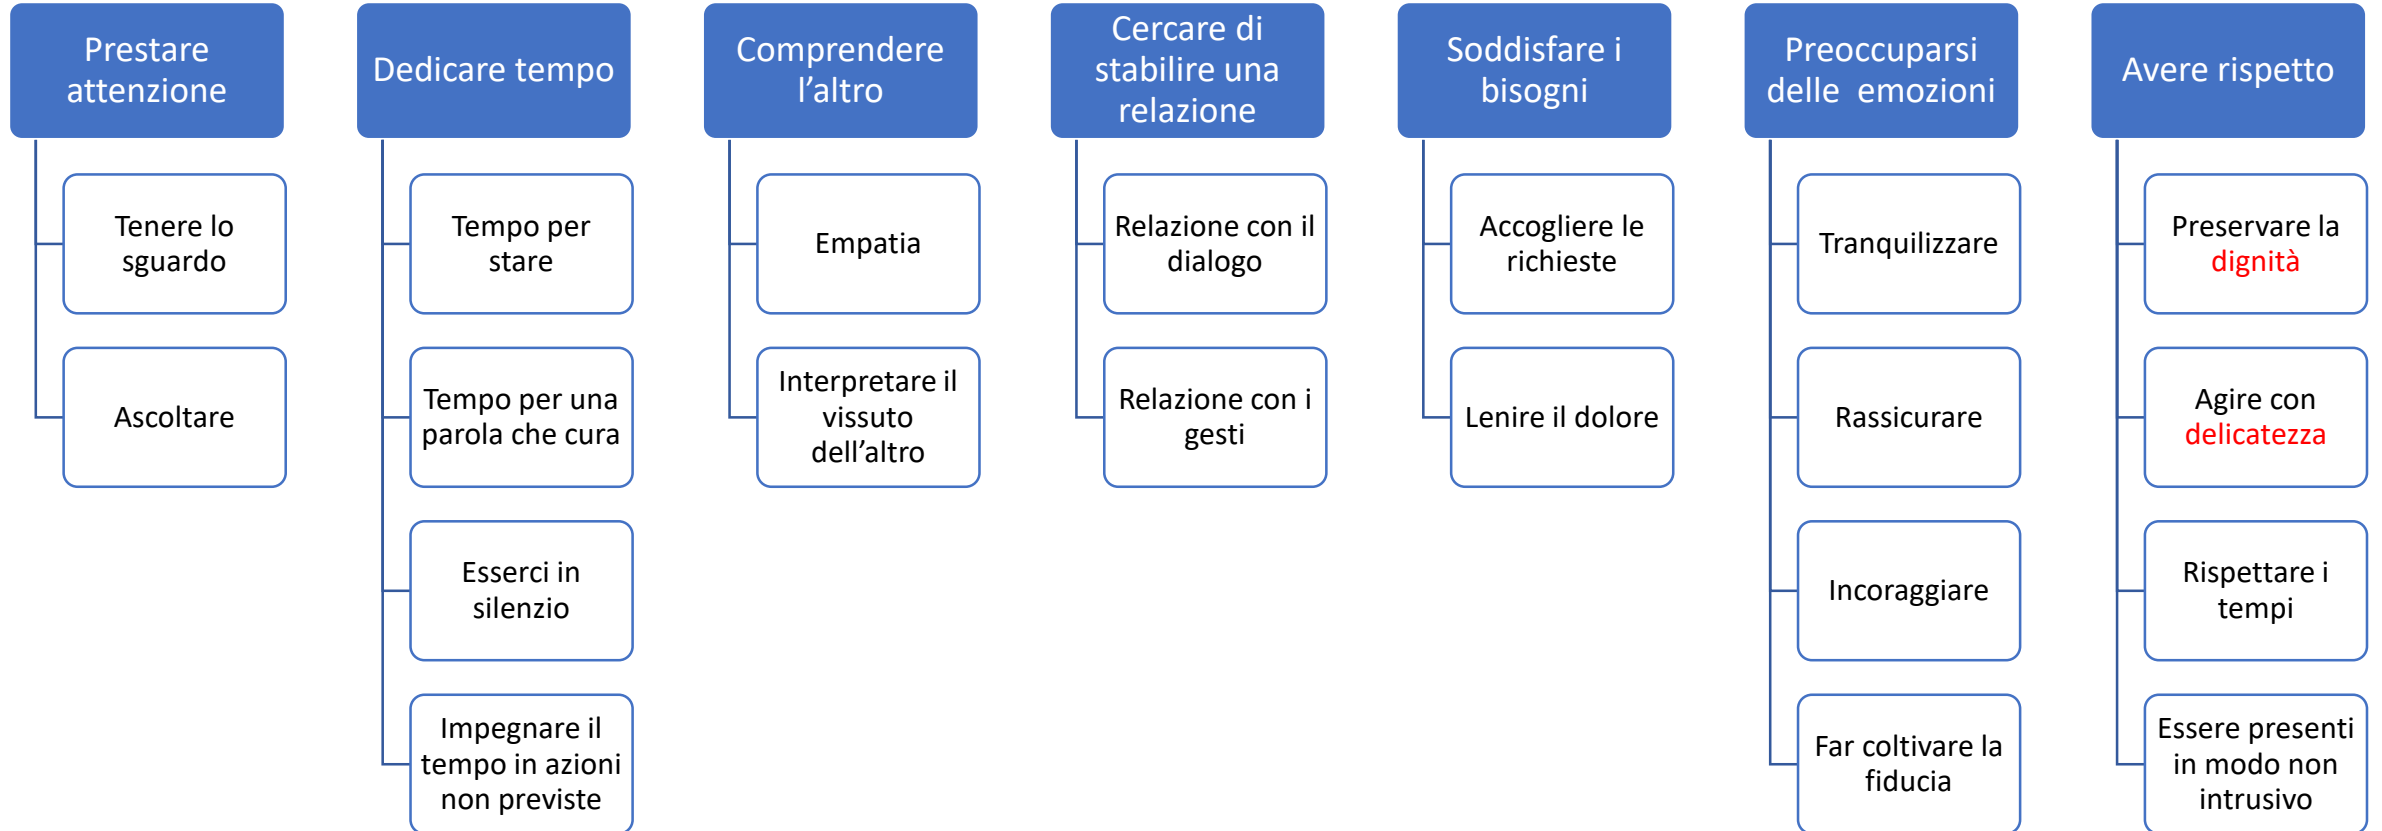 Prestare
attenzione
Tenere lo
sguardo
Ascoltare
Dedicare tempo
Tempo per
stare
Tempo per una
parola che cura
Esserci in
silenzio
Impegnare il
tempo in azioni
non previste
Comprendere
l’altro
Empatia
Interpretare il
vissuto
dell’altro
Cercare di
stabilire una
relazione
Relazione con il
dialogo
Relazione con i
gesti
Soddisfare i
bisogni
Accogliere le
richieste
Lenire il dolore
Preoccuparsi
delle  emozioni
Tranquilizzare
Rassicurare
Incoraggiare
Far coltivare la
fiducia
Avere rispetto
Preservare la
dignità
Agire con
delicatezza
Rispettare i
tempi
Essere presenti
in modo non
intrusivo